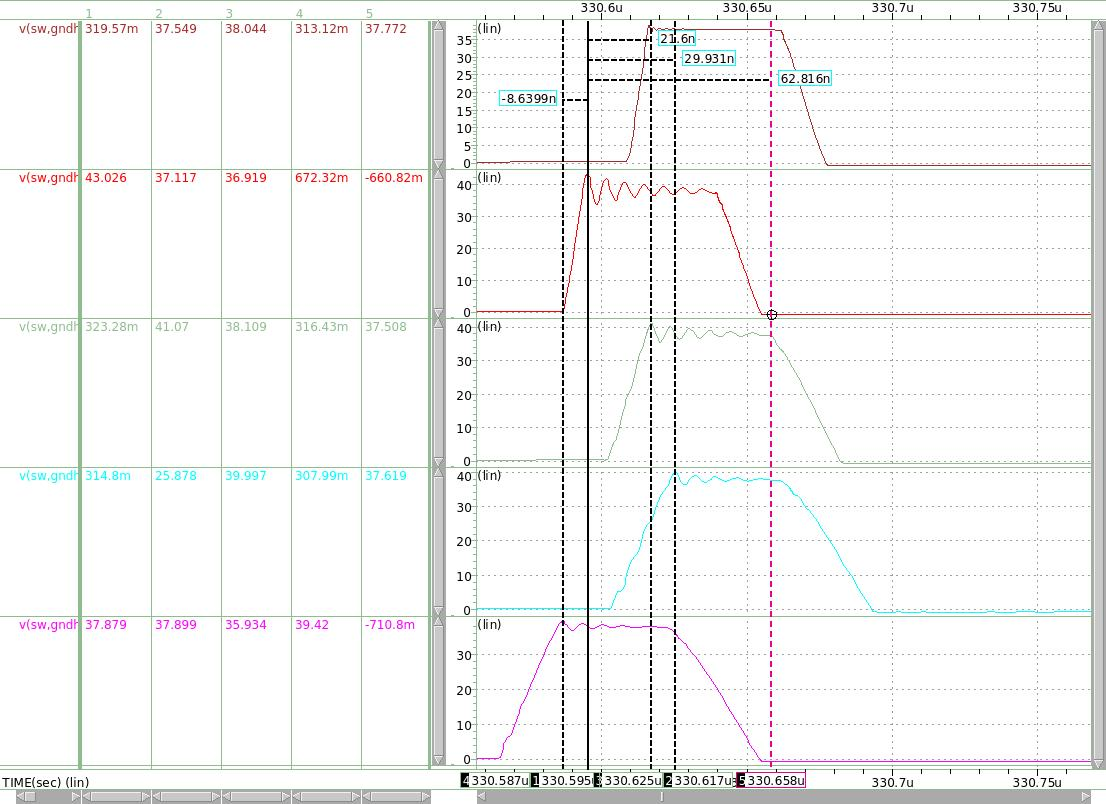 1 2 3 4 5 330.6u 330.65u 330.7u 330.75u
v(sw,gndh 319.57m 37.549 38.044 313.12m 37.772
(lin)
35
30
25
20
15
10
5
0
21.6n
29.931n
62.816n
-8.6399n
v(sw,gndh 43.026 37.117 36.919 672.32m -660.82m
(lin)
40
30
20
10
0
v(sw,gndh 323.28m 41.07 38.109 316.43m 37.508
(lin)
40
30
20
10
0
v(sw,gndh 314.8m 25.878 39.997 307.99m 37.619
(lin)
40
30
20
10
0
v(sw,gndh 37.879 37.899 35.934 39.42 -710.8m
(lin)
30
20
10
0
TIME(sec) (lin) 4 330.587u 1 330.595u 3 330.625u 2 330.617u 5 330.658u 330.7u 330.75u